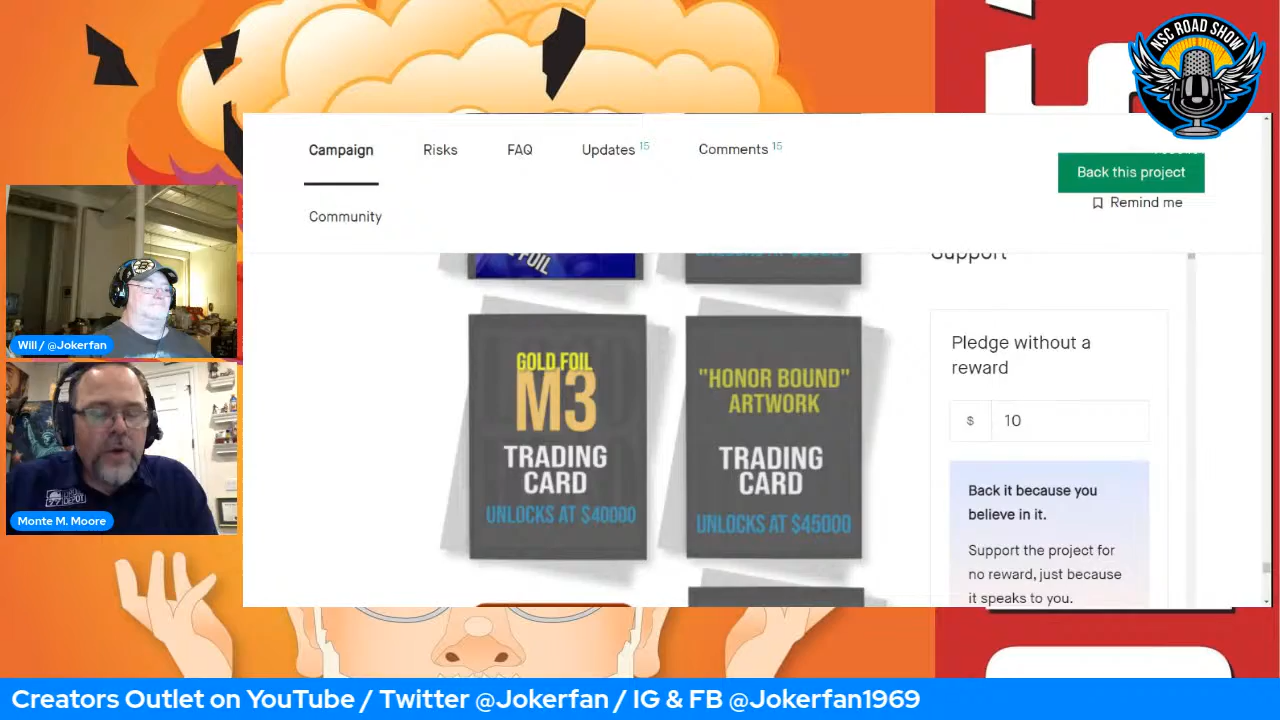 NSC ROAD SHOW
Campaign
Risks
FAQ
Updates 15
Comments 15
Back this project
Remind me
Community
Support
FOIL
GOLD FOIL
M3
TRADING
CARD
UNLOCKS AT $40000
"HONOR BOUND"
ARTWORK
TRADING
CARD
UNLOCKS AT $45000
Pledge without a
reward
$ 10
Back it because you
believe in it.
Support the project for
no reward, just because
it speaks to you.
Will / @Jokerfan
Monte M. Moore
Creators Outlet on YouTube / Twitter @Jokerfan / IG & FB @Jokerfan1969